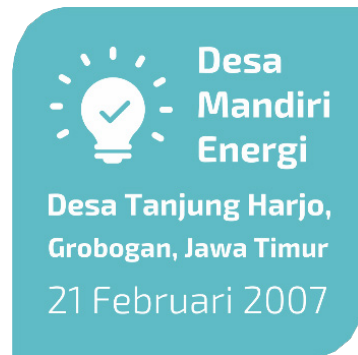 Desa
Mandiri
Energi
Desa Tanjung Harjo,
Grobogan, Jawa Timur
21 Februari 2007